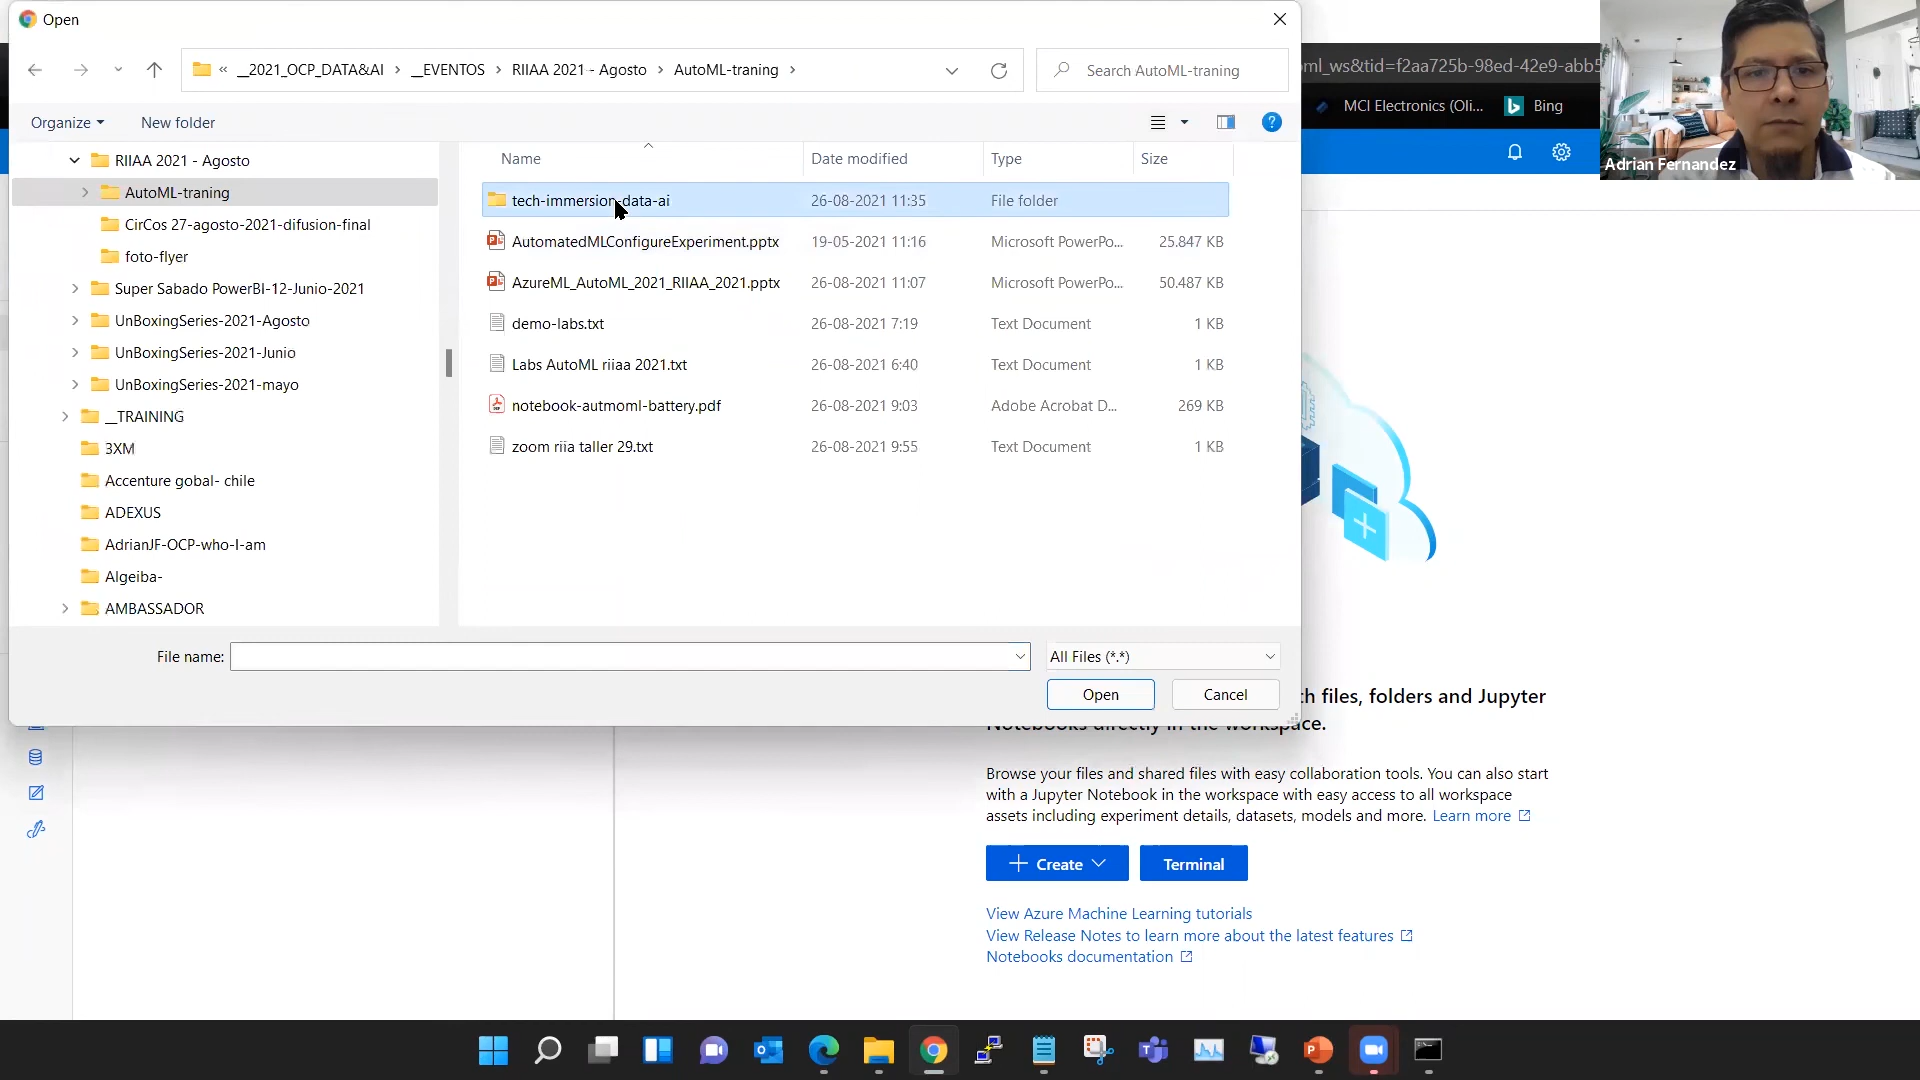 Open
« __2021_OCP_DATA&AI > __EVENTOS > RIIAA 2021 - Agosto > AutoML-traning >
Search AutoML-traning
ml_ws&tid=f2aa725b-98ed-42e9-abb5
Organize
New folder
MCI Electronics (Oli...
Bing
Name
Date modified
Type
Size
RIIAA 2021 - Agosto
AutoML-traning
CirCos 27-agosto-2021-difusion-final
foto-flyer
Super Sabado PowerBI-12-Junio-2021
UnBoxingSeries-2021-Agosto
UnBoxingSeries-2021-Junio
UnBoxingSeries-2021-mayo
__TRAINING
3XM
Accenture gobal- chile
ADEXUS
AdrianJF-OCP-who-I-am
Algeiba-
AMBASSADOR
tech-immersion-data-ai 26-08-2021 11:35 File folder
AutomatedMLConfigureExperiment.pptx 19-05-2021 11:16 Microsoft PowerPo... 25.847 KB
AzureML_AutoML_2021_RIIAA_2021.pptx 26-08-2021 11:07 Microsoft PowerPo... 50.487 KB
demo-labs.txt 26-08-2021 7:19 Text Document 1 KB
Labs AutoML riiaa 2021.txt 26-08-2021 6:40 Text Document 1 KB
notebook-autmoml-battery.pdf 26-08-2021 9:03 Adobe Acrobat D... 269 KB
zoom riia taller 29.txt 26-08-2021 9:55 Text Document 1 KB
Adrian Fernandez
File name:
All Files (*.*)
Open
Cancel
files, folders and Jupyter
Notebooks directly in the workspace.
Browse your files and shared files with easy collaboration tools. You can also start
with a Jupyter Notebook in the workspace with easy access to all workspace
assets including experiment details, datasets, models and more. Learn more
Create
Terminal
View Azure Machine Learning tutorials
View Release Notes to learn more about the latest features
Notebooks documentation